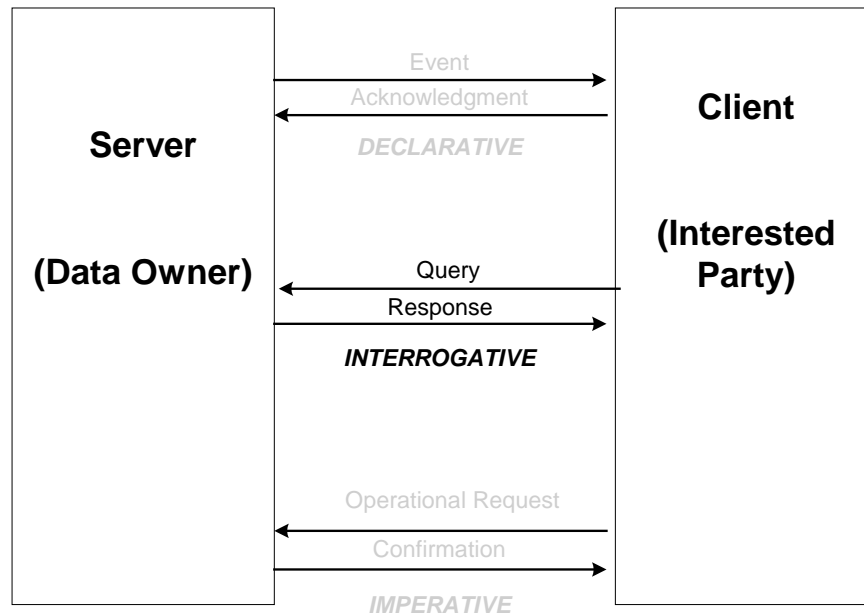 Event
Acknowledgment
DECLARATIVE
Server
(Data Owner)
Client
(Interested
Party)
Query
Response
INTERROGATIVE
Operational Request
Confirmation
IMPERATIVE